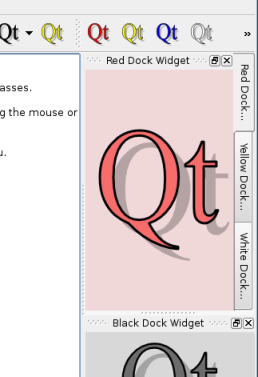 Qt Qt Qt Qt Qt Qt »
asses.
g the mouse or
u.
Red Dock Widget
Qt
Red Dock...
Yellow Dock...
White Dock...
Black Dock Widget
Qt